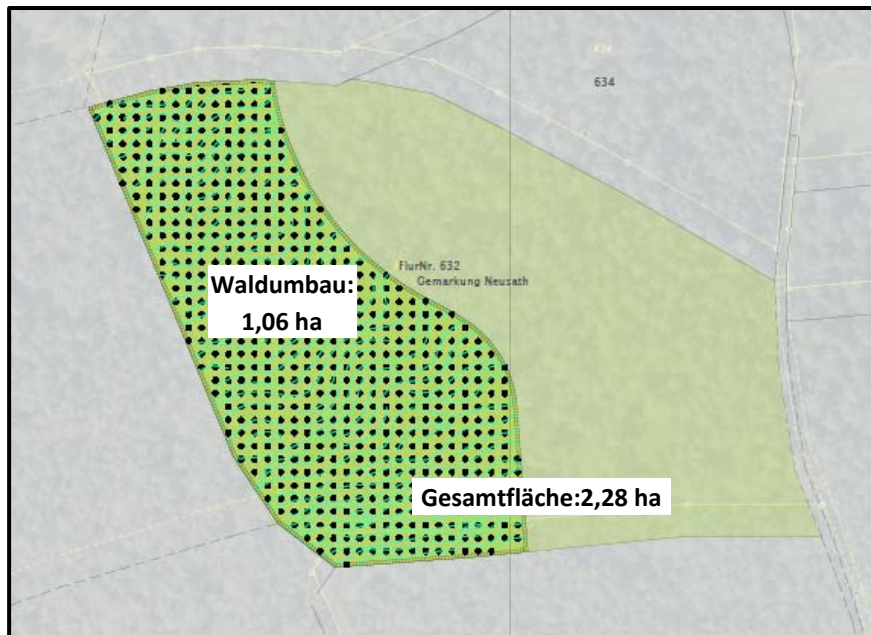 634
FlurNr. 632
Gemarkung Neusath
Waldumbau:
1,06 ha
Gesamtfläche:2,28 ha